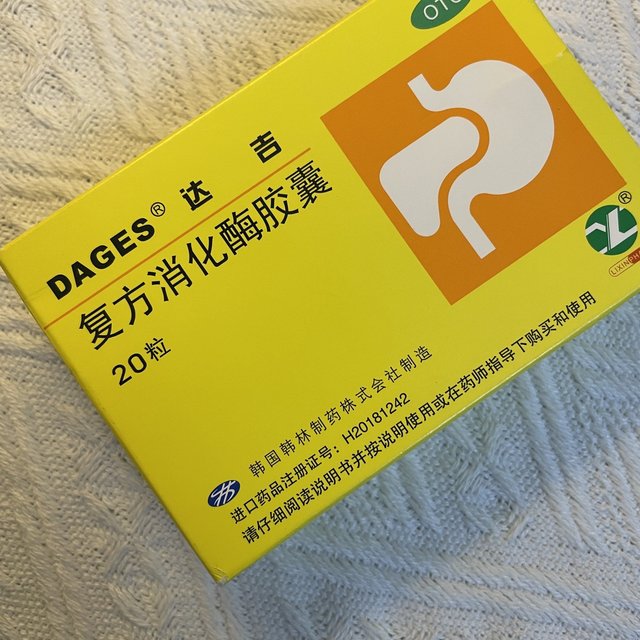 OTC
DAGES® 达吉
复方消化酶胶囊
20粒
®
韩国韩林制药株式会社制造
进口药品注册证号：H20181242
请仔细阅读说明书并按说明使用或在药师指导下购买和使用